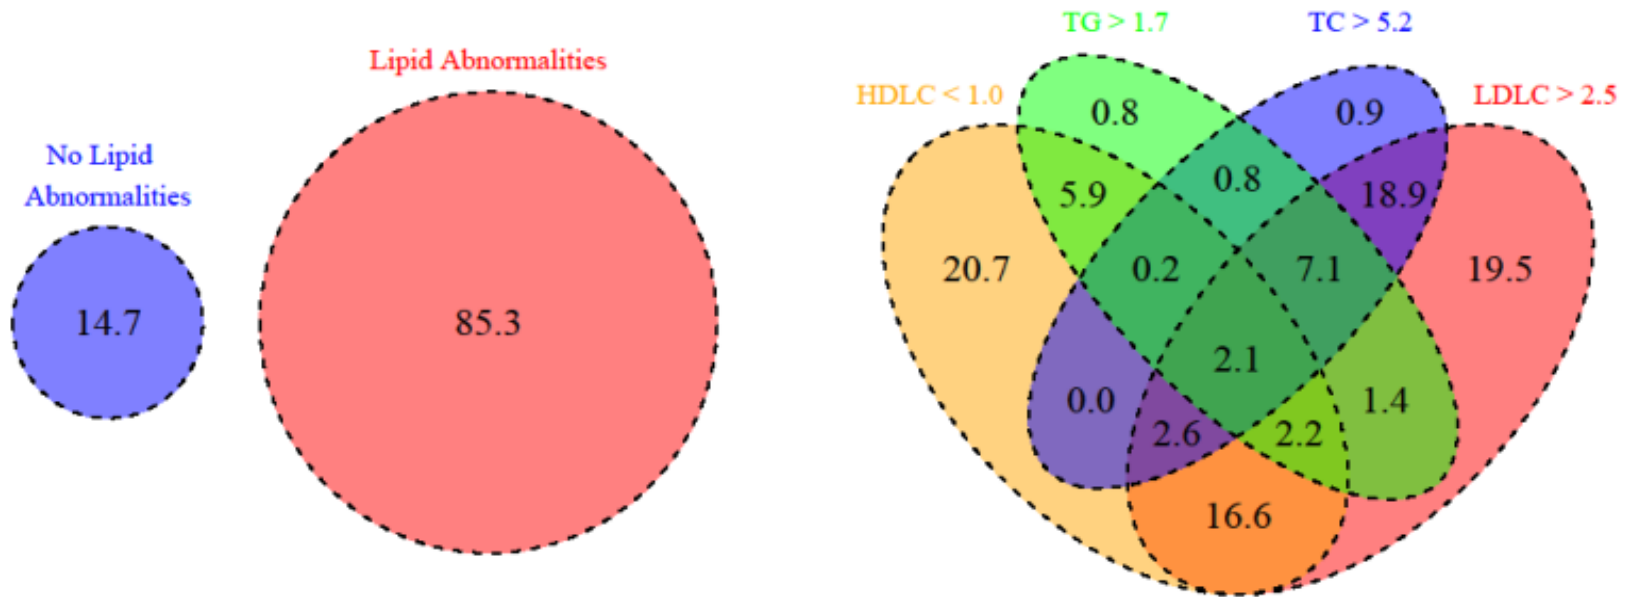 Lipid Abnormalities
No Lipid
Abnormalities
14.7
85.3
TG > 1.7
TC > 5.2
HDLC < 1.0
LDLC > 2.5
0.8
0.9
5.9
0.8
18.9
20.7
0.2
7.1
19.5
2.1
0.0
1.4
2.6
2.2
16.6